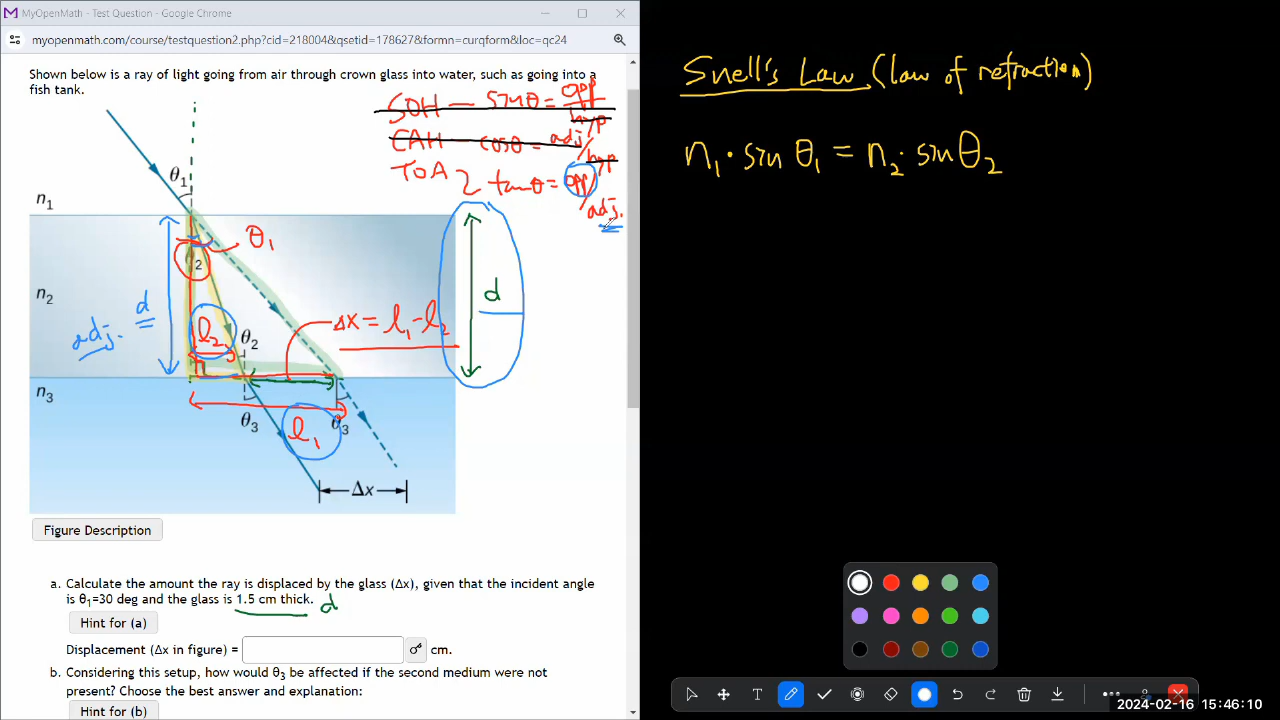 MyOpenMath - Test Question - Google Chrome
myopenmath.com/course/testquestion2.php?cid=218004&qsetid=178627&formn=curqform&loc=qc24
Shown below is a ray of light going from air through crown glass into water, such as going into a
fish tank.
SOH — sinθ = opp/hyp
CAH — cosθ = adj/hyp
TOA tanθ = opp/adj.
θ1
n1
θ1
2
n2
adj. d
l2
θ2
Δx = l1 - l2
d
n3
θ3
l1
θ3
Δx
Figure Description
a. Calculate the amount the ray is displaced by the glass (Δx), given that the incident angle
is θ1=30 deg and the glass is 1.5 cm thick. d
Hint for (a)
Displacement (Δx in figure) = cm.
b. Considering this setup, how would θ3 be affected if the second medium were not
present? Choose the best answer and explanation:
Hint for (b)
Snell's Law (law of refraction)
n1 · sin θ1 = n2 · sin θ2
2024-02-16 15:46:10